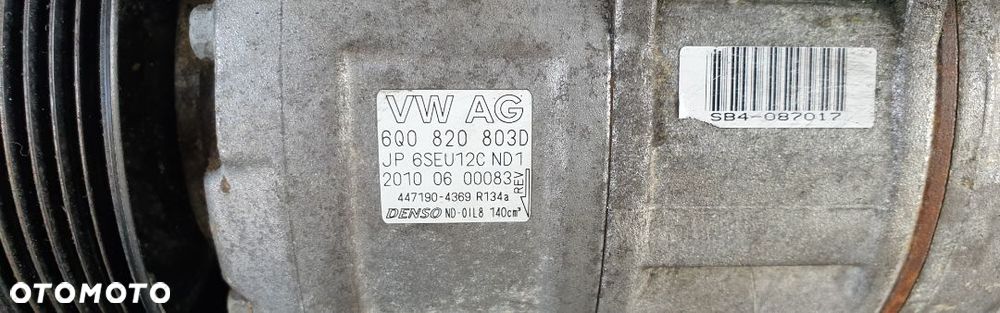 VW AG
6Q0 820 803D
JP 6SEU12C ND1
2010 06 00083
REV
447190-4369 R134a
DENSO ND-OIL8 140cm³
SB4-087017
OTOMOTO